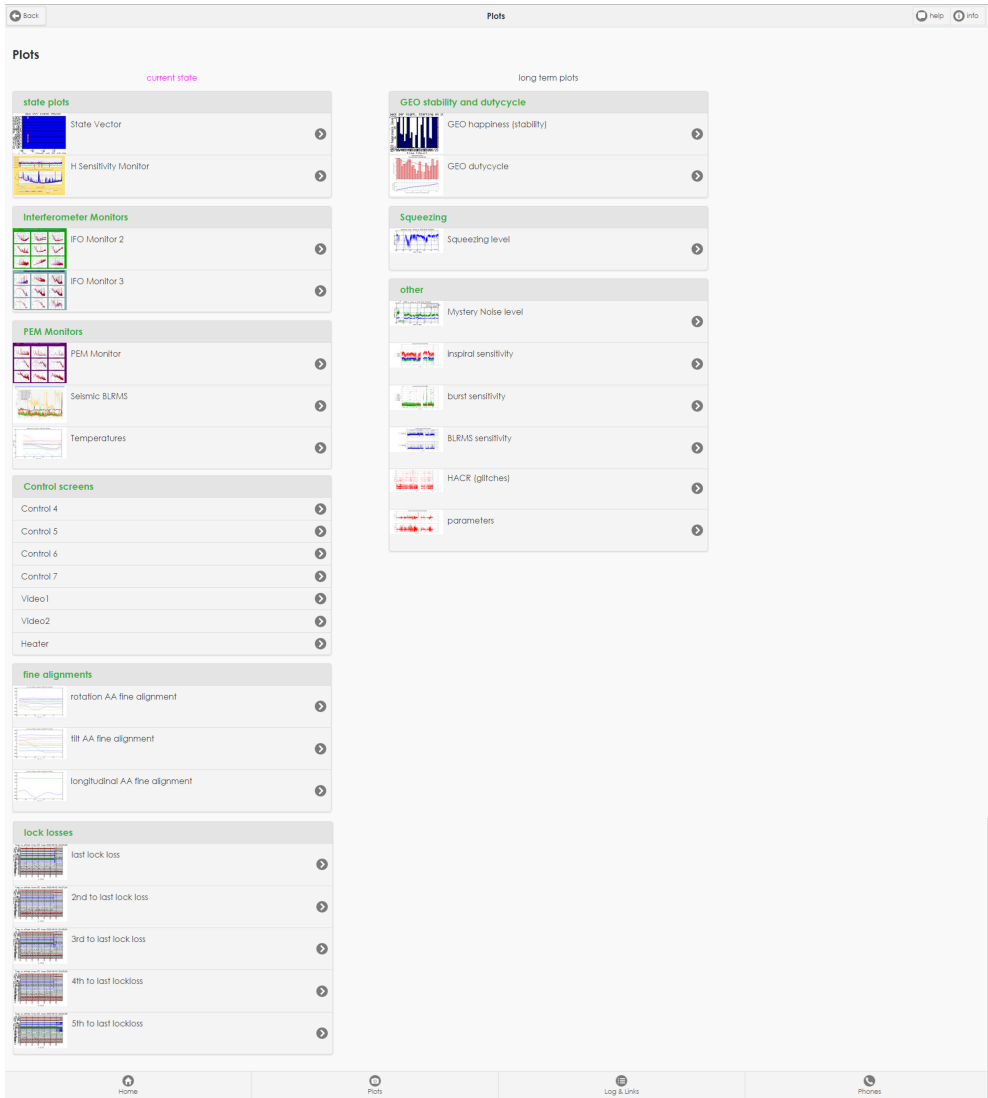 Back
Plots
help
info
Plots
current state
state plots
State Vector
H Sensitivity Monitor
Interferometer Monitors
IFO Monitor 2
IFO Monitor 3
PEM Monitors
PEM Monitor
Seismic BLRMS
Temperatures
Control screens
Control 4
Control 5
Control 6
Control 7
Video1
Video2
Heater
fine alignments
rotation AA fine alignment
tilt AA fine alignment
longitudinal AA fine alignment
lock losses
last lock loss
2nd to last lock loss
3rd to last lock loss
4th to last lockloss
5th to last lockloss
long term plots
GEO stability and dutycycle
GEO happiness (stability)
GEO dutycycle
Squeezing
Squeezing level
other
Mystery Noise level
inspiral sensitivity
burst sensitivity
BLRMS sensitivity
HACR (glitches)
parameters
Home
Plots
Log & Links
Phones